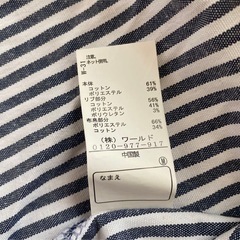 注意
ネット使用
本体
コットン 61%
ポリエステル 39%
リブ部分
コットン 56%
ポリエステル 41%
ポリウレタン 3%
布帛部分
ポリエステル 66%
コットン 34%
(株) ワールド
0120-977-917
中国製
なまえ